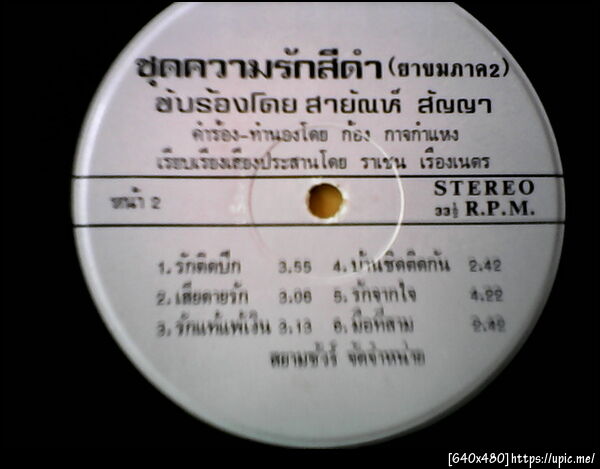 ชุดความรักสีดำ (ยาขมภาค2)
ขับร้องโดย สายัณห์ สัญญา
คำร้อง-ทำนองโดย ก้อง กาจกำแหง
เรียบเรียงเสียงประสานโดย ราเชน เรืองเนตร
หน้า 2
STEREO
33⅓ R.P.M.
1. รักติดบึก 3.55 4. บ้านชิดติดกัน 2.42
2. เสียดายรัก 3.06 5. รักจากใจ 4.22
3. รักแท้แพ้เงิน 3.13 6. มือที่สาม 2.42
สยามชัวร์ จัดจำหน่าย
[640x480]https://upic.me/